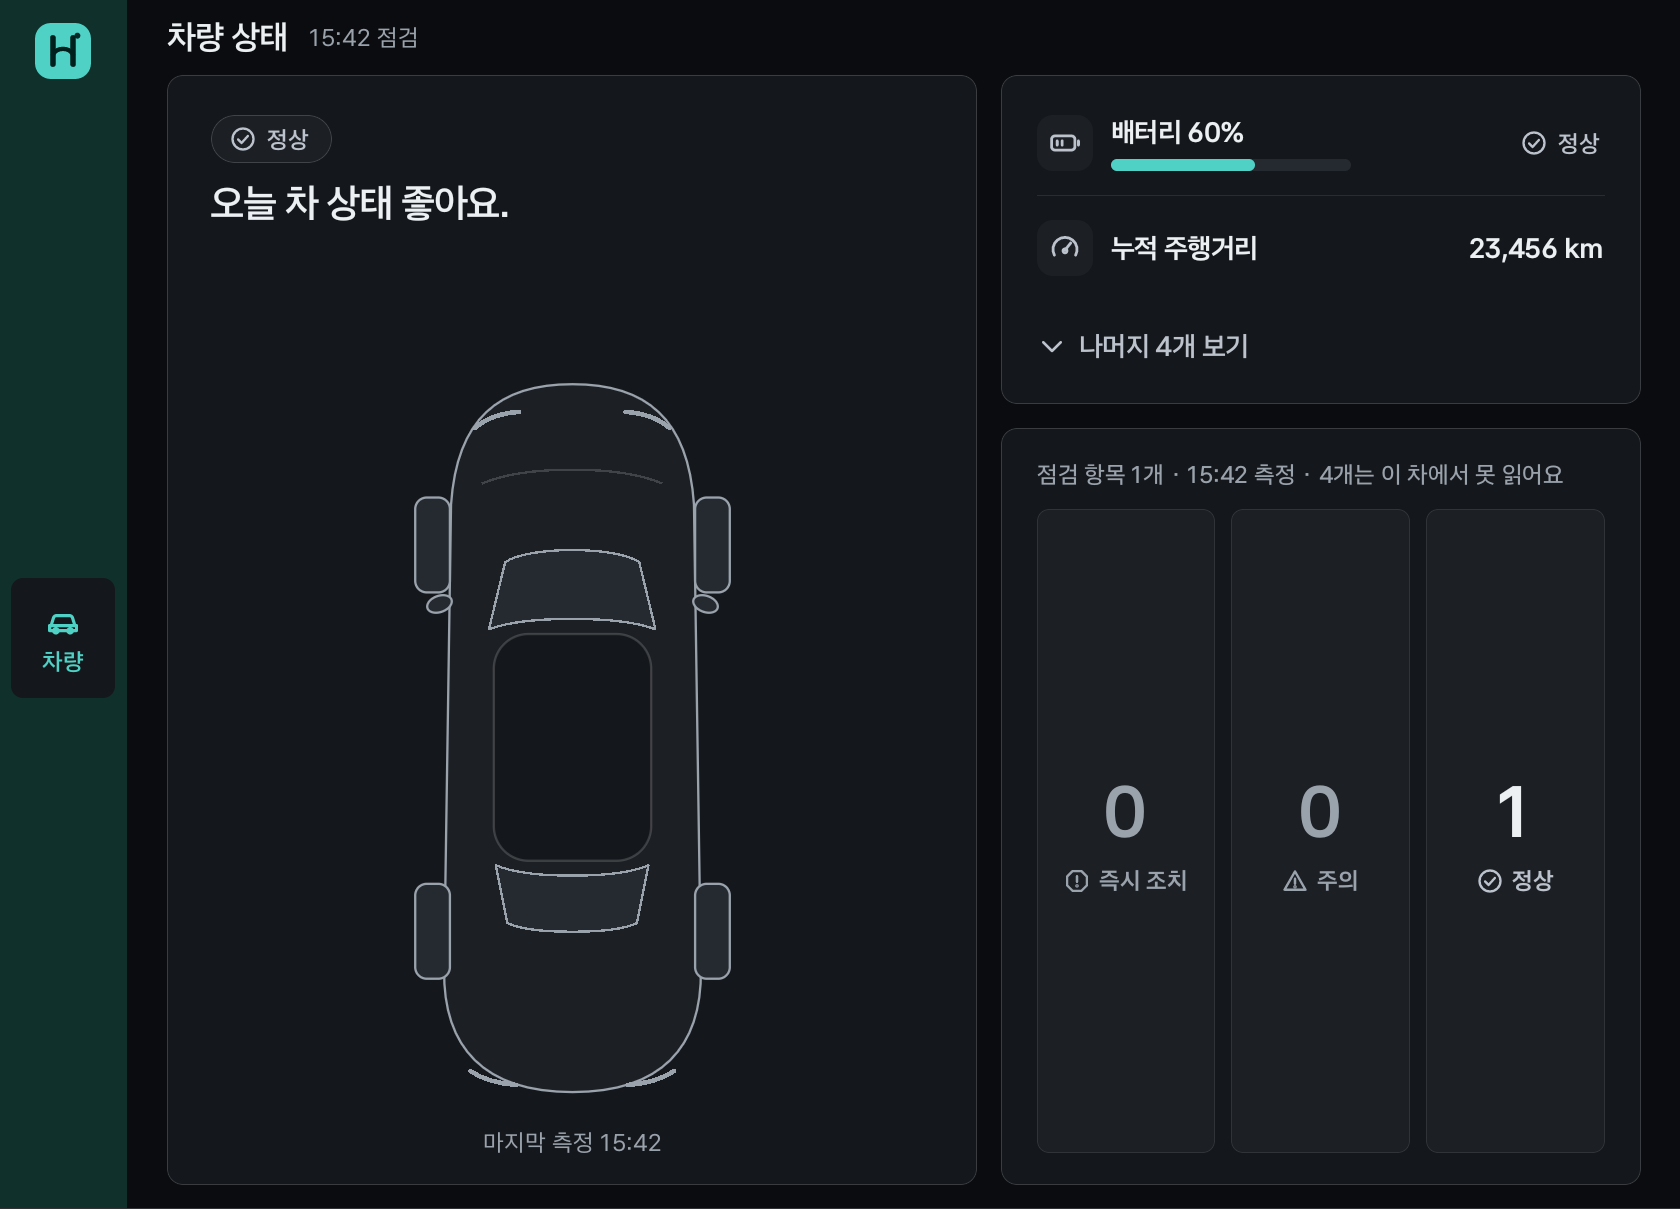 차량 상태 15:42 점검
정상
오늘 차 상태 좋아요.
마지막 측정 15:42
차량
배터리 60%
정상
누적 주행거리 23,456 km
나머지 4개 보기
점검 항목 1개 · 15:42 측정 · 4개는 이 차에서 못 읽어요
0
즉시 조치
0
주의
1
정상